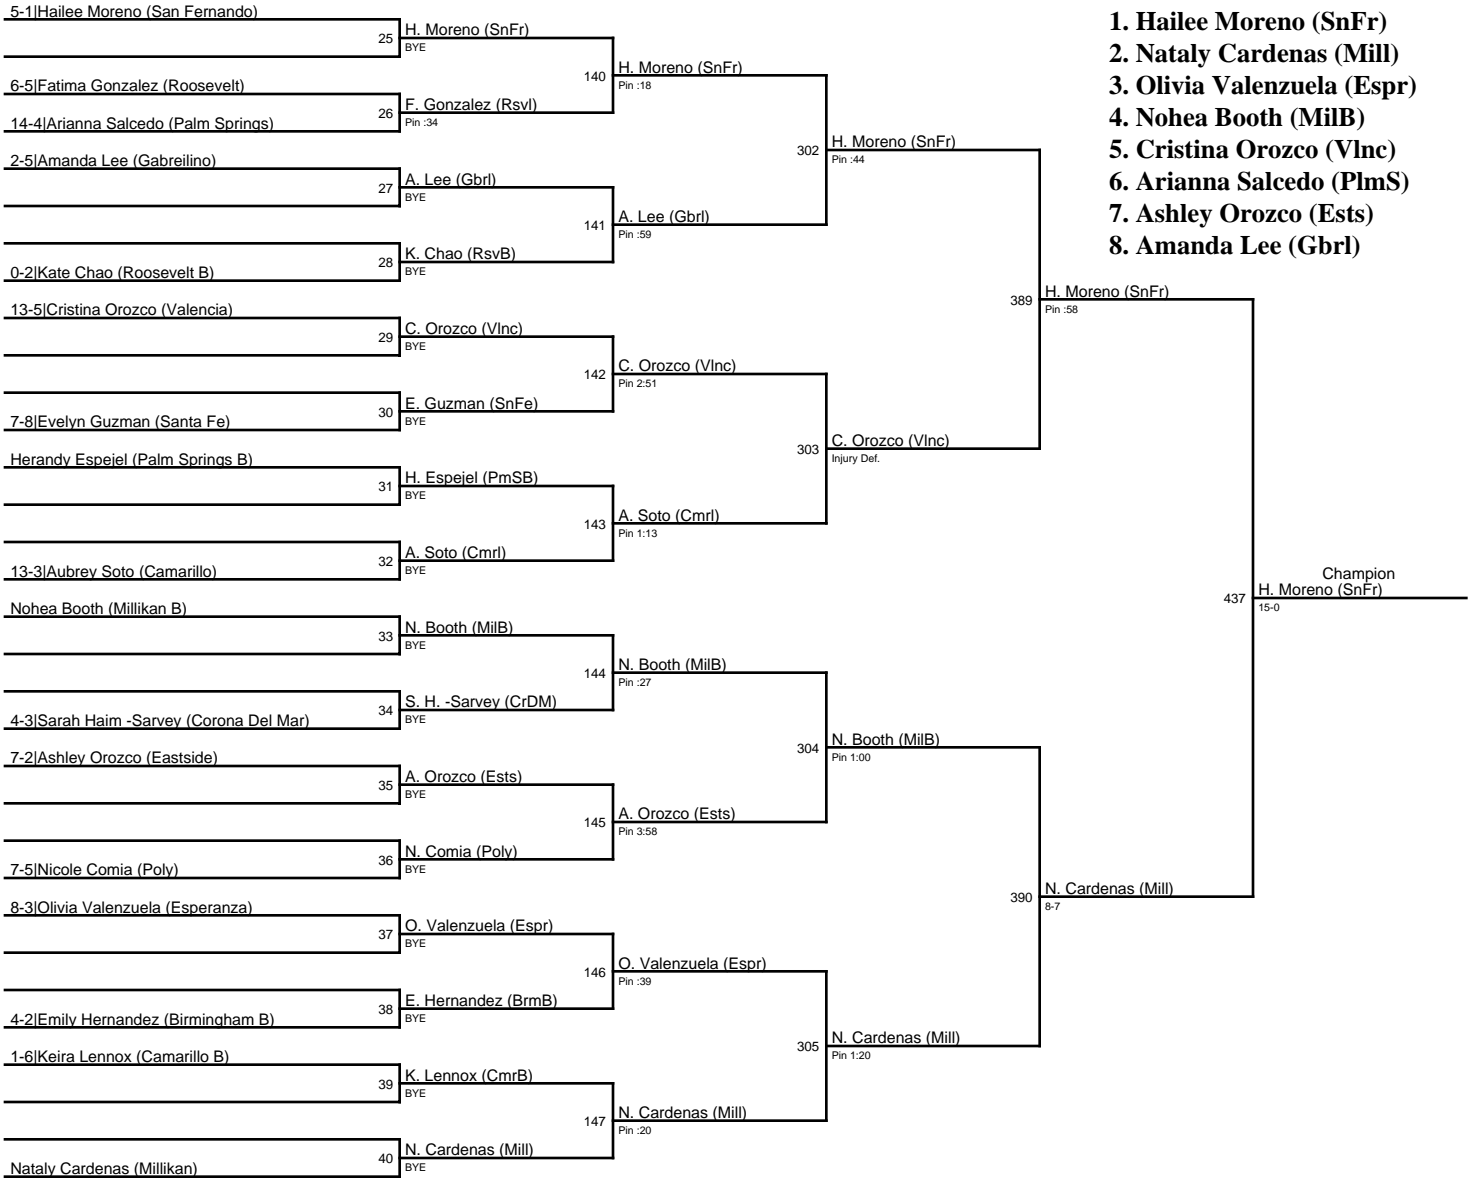 1. Hailee Moreno (SnFr)
2. Nataly Cardenas (Mill)
3. Olivia Valenzuela (Espr)
4. Nohea Booth (MilB)
5. Cristina Orozco (Vlnc)
6. Arianna Salcedo (PlmS)
7. Ashley Orozco (Ests)
8. Amanda Lee (Gbrl)
5-1|Hailee Moreno (San Fernando)
6-5|Fatima Gonzalez (Roosevelt)
14-4|Arianna Salcedo (Palm Springs)
2-5|Amanda Lee (Gabreilino)
0-2|Kate Chao (Roosevelt B)
13-5|Cristina Orozco (Valencia)
7-8|Evelyn Guzman (Santa Fe)
Herandy Espejel (Palm Springs B)
13-3|Aubrey Soto (Camarillo)
Nohea Booth (Millikan B)
4-3|Sarah Haim -Sarvey (Corona Del Mar)
7-2|Ashley Orozco (Eastside)
7-5|Nicole Comia (Poly)
8-3|Olivia Valenzuela (Esperanza)
4-2|Emily Hernandez (Birmingham B)
1-6|Keira Lennox (Camarillo B)
Nataly Cardenas (Millikan)
25 H. Moreno (SnFr)
BYE
26 F. Gonzalez (Rsvl)
Pin :34
27 A. Lee (Gbrl)
BYE
28 K. Chao (RsvB)
BYE
29 C. Orozco (Vlnc)
BYE
30 E. Guzman (SnFe)
BYE
31 H. Espejel (PmSB)
BYE
32 A. Soto (Cmrl)
BYE
33 N. Booth (MilB)
BYE
34 S. H. -Sarvey (CrDM)
BYE
35 A. Orozco (Ests)
BYE
36 N. Comia (Poly)
BYE
37 O. Valenzuela (Espr)
BYE
38 E. Hernandez (BrmB)
BYE
39 K. Lennox (CmrB)
BYE
40 N. Cardenas (Mill)
BYE
140 H. Moreno (SnFr)
Pin :18
141 A. Lee (Gbrl)
Pin :59
142 C. Orozco (Vlnc)
Pin 2:51
143 A. Soto (Cmrl)
Pin 1:13
144 N. Booth (MilB)
Pin :27
145 A. Orozco (Ests)
Pin 3:58
146 O. Valenzuela (Espr)
Pin :39
147 N. Cardenas (Mill)
Pin :20
302 H. Moreno (SnFr)
Pin :44
303 C. Orozco (Vlnc)
Injury Def.
304 N. Booth (MilB)
Pin 1:00
305 N. Cardenas (Mill)
Pin 1:20
389 H. Moreno (SnFr)
Pin :58
390 N. Cardenas (Mill)
8-7
Champion
437 H. Moreno (SnFr)
15-0